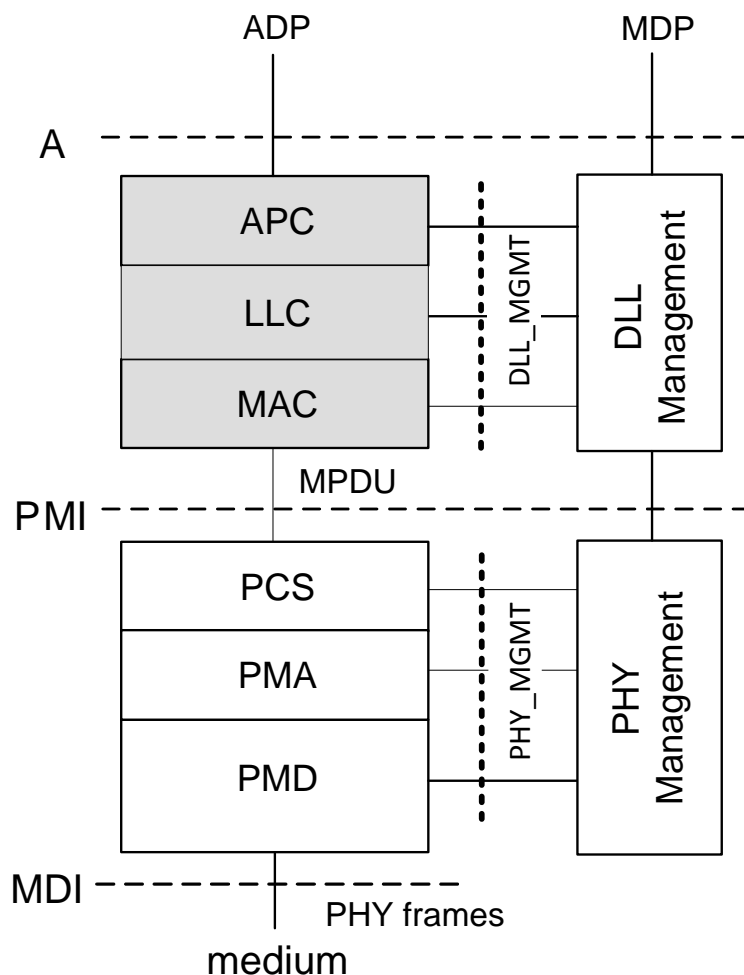 ADP
MDP
A
APC
LLC
MAC
DLL_MGMT
DLL
Management
MPDU
PMI
PCS
PMA
PMD
PHY_MGMT
PHY
Management
MDI
PHY frames
medium